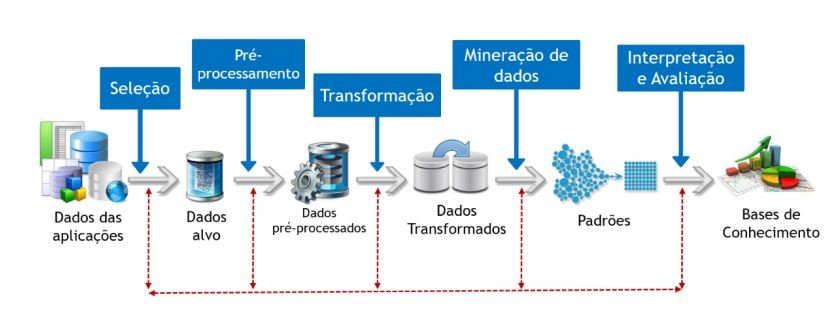 Seleção
Pré-
processamento
Transformação
Mineração de
dados
Interpretação
e Avaliação
Dados das
aplicações
Dados
alvo
Dados
pré-processados
Dados
Transformados
Padrões
Bases de
Conhecimento